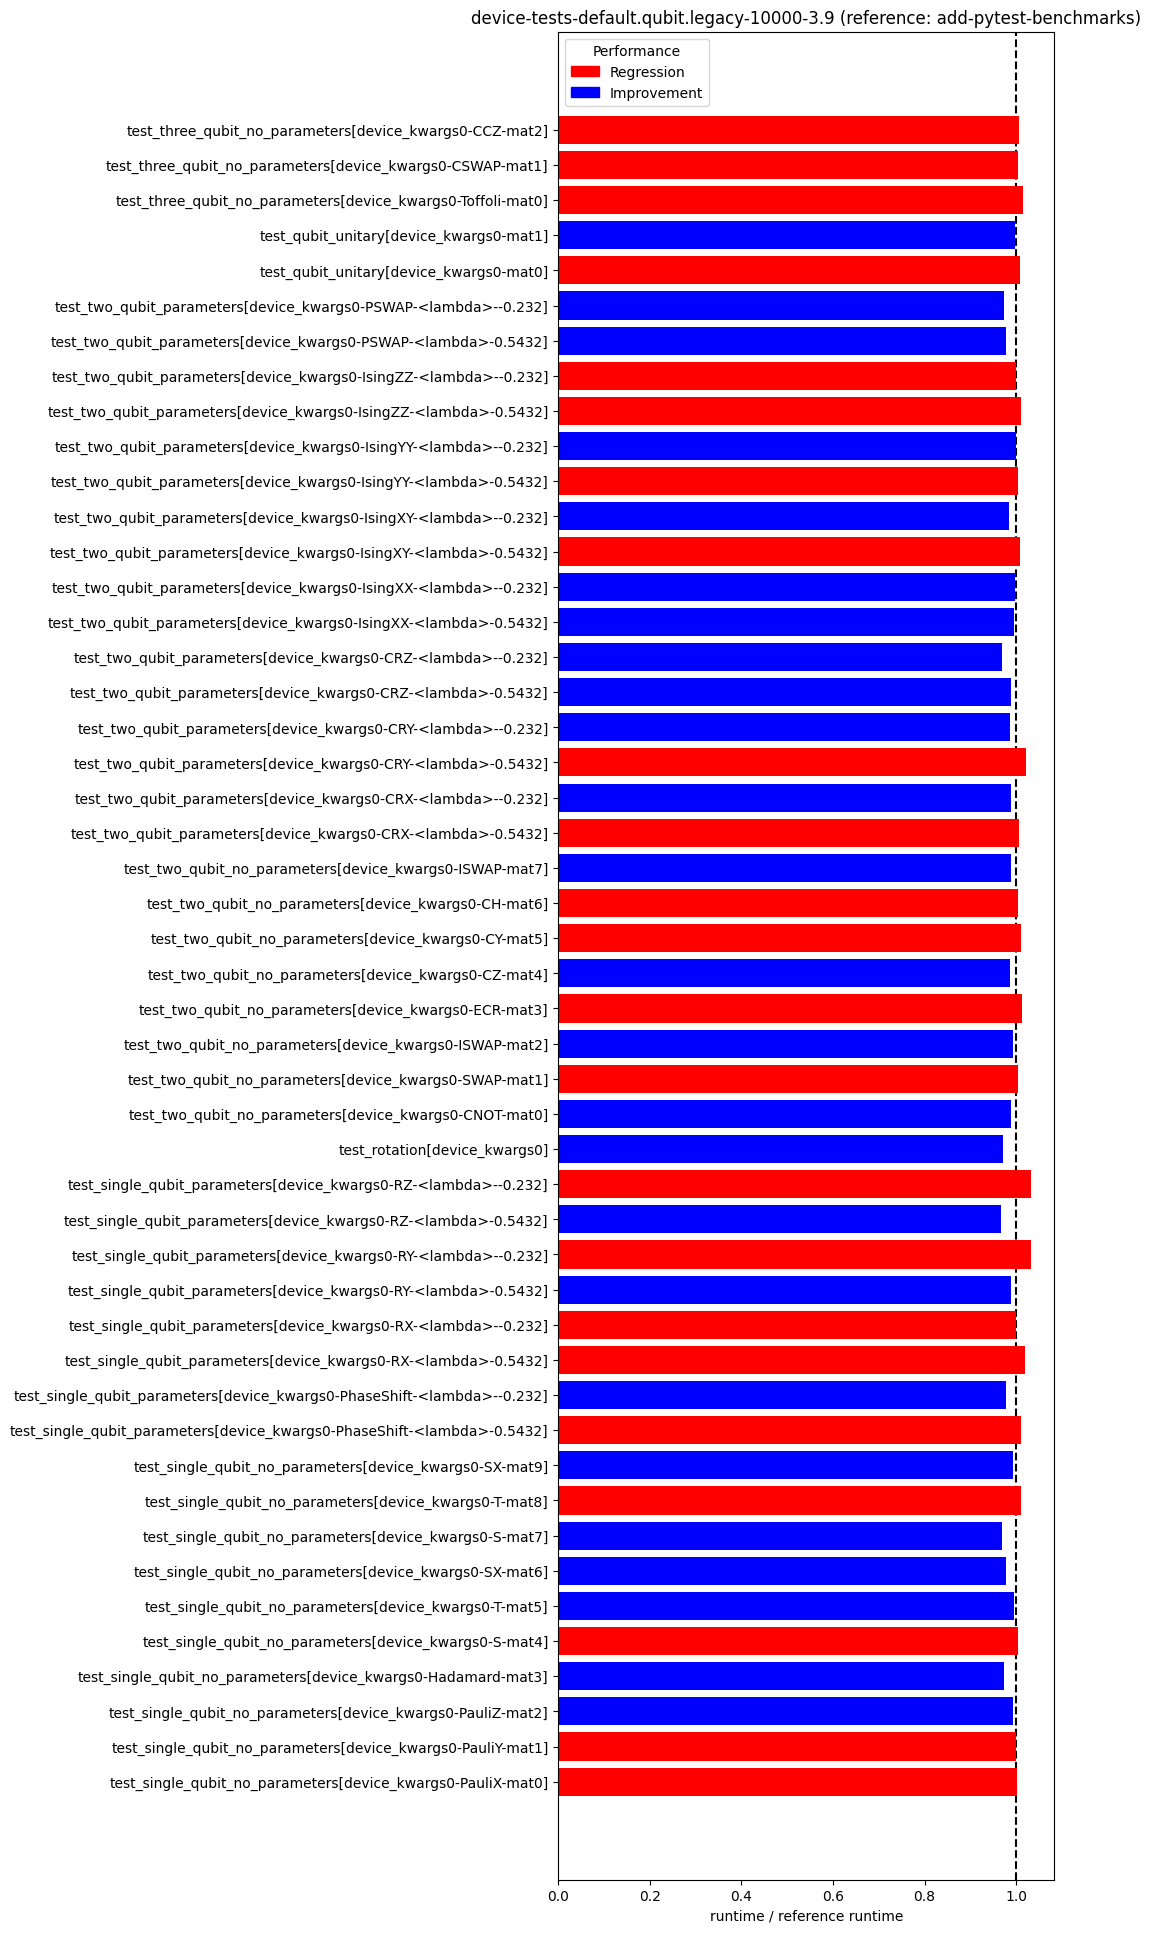 device-tests-default.qubit.legacy-10000-3.9 (reference: add-pytest-benchmarks)
Performance
Regression
Improvement
test_three_qubit_no_parameters[device_kwargs0-CCZ-mat2]
test_three_qubit_no_parameters[device_kwargs0-CSWAP-mat1]
test_three_qubit_no_parameters[device_kwargs0-Toffoli-mat0]
test_qubit_unitary[device_kwargs0-mat1]
test_qubit_unitary[device_kwargs0-mat0]
test_two_qubit_parameters[device_kwargs0-PSWAP-<lambda>--0.232]
test_two_qubit_parameters[device_kwargs0-PSWAP-<lambda>-0.5432]
test_two_qubit_parameters[device_kwargs0-IsingZZ-<lambda>--0.232]
test_two_qubit_parameters[device_kwargs0-IsingZZ-<lambda>-0.5432]
test_two_qubit_parameters[device_kwargs0-IsingYY-<lambda>--0.232]
test_two_qubit_parameters[device_kwargs0-IsingYY-<lambda>-0.5432]
test_two_qubit_parameters[device_kwargs0-IsingXY-<lambda>--0.232]
test_two_qubit_parameters[device_kwargs0-IsingXY-<lambda>-0.5432]
test_two_qubit_parameters[device_kwargs0-IsingXX-<lambda>--0.232]
test_two_qubit_parameters[device_kwargs0-IsingXX-<lambda>-0.5432]
test_two_qubit_parameters[device_kwargs0-CRZ-<lambda>--0.232]
test_two_qubit_parameters[device_kwargs0-CRZ-<lambda>-0.5432]
test_two_qubit_parameters[device_kwargs0-CRY-<lambda>--0.232]
test_two_qubit_parameters[device_kwargs0-CRY-<lambda>-0.5432]
test_two_qubit_parameters[device_kwargs0-CRX-<lambda>--0.232]
test_two_qubit_parameters[device_kwargs0-CRX-<lambda>-0.5432]
test_two_qubit_no_parameters[device_kwargs0-ISWAP-mat7]
test_two_qubit_no_parameters[device_kwargs0-CH-mat6]
test_two_qubit_no_parameters[device_kwargs0-CY-mat5]
test_two_qubit_no_parameters[device_kwargs0-CZ-mat4]
test_two_qubit_no_parameters[device_kwargs0-ECR-mat3]
test_two_qubit_no_parameters[device_kwargs0-ISWAP-mat2]
test_two_qubit_no_parameters[device_kwargs0-SWAP-mat1]
test_two_qubit_no_parameters[device_kwargs0-CNOT-mat0]
test_rotation[device_kwargs0]
test_single_qubit_parameters[device_kwargs0-RZ-<lambda>--0.232]
test_single_qubit_parameters[device_kwargs0-RZ-<lambda>-0.5432]
test_single_qubit_parameters[device_kwargs0-RY-<lambda>--0.232]
test_single_qubit_parameters[device_kwargs0-RY-<lambda>-0.5432]
test_single_qubit_parameters[device_kwargs0-RX-<lambda>--0.232]
test_single_qubit_parameters[device_kwargs0-RX-<lambda>-0.5432]
test_single_qubit_parameters[device_kwargs0-PhaseShift-<lambda>--0.232]
test_single_qubit_parameters[device_kwargs0-PhaseShift-<lambda>-0.5432]
test_single_qubit_no_parameters[device_kwargs0-SX-mat9]
test_single_qubit_no_parameters[device_kwargs0-T-mat8]
test_single_qubit_no_parameters[device_kwargs0-S-mat7]
test_single_qubit_no_parameters[device_kwargs0-SX-mat6]
test_single_qubit_no_parameters[device_kwargs0-T-mat5]
test_single_qubit_no_parameters[device_kwargs0-S-mat4]
test_single_qubit_no_parameters[device_kwargs0-Hadamard-mat3]
test_single_qubit_no_parameters[device_kwargs0-PauliZ-mat2]
test_single_qubit_no_parameters[device_kwargs0-PauliY-mat1]
test_single_qubit_no_parameters[device_kwargs0-PauliX-mat0]
0.0 0.2 0.4 0.6 0.8 1.0
runtime / reference runtime